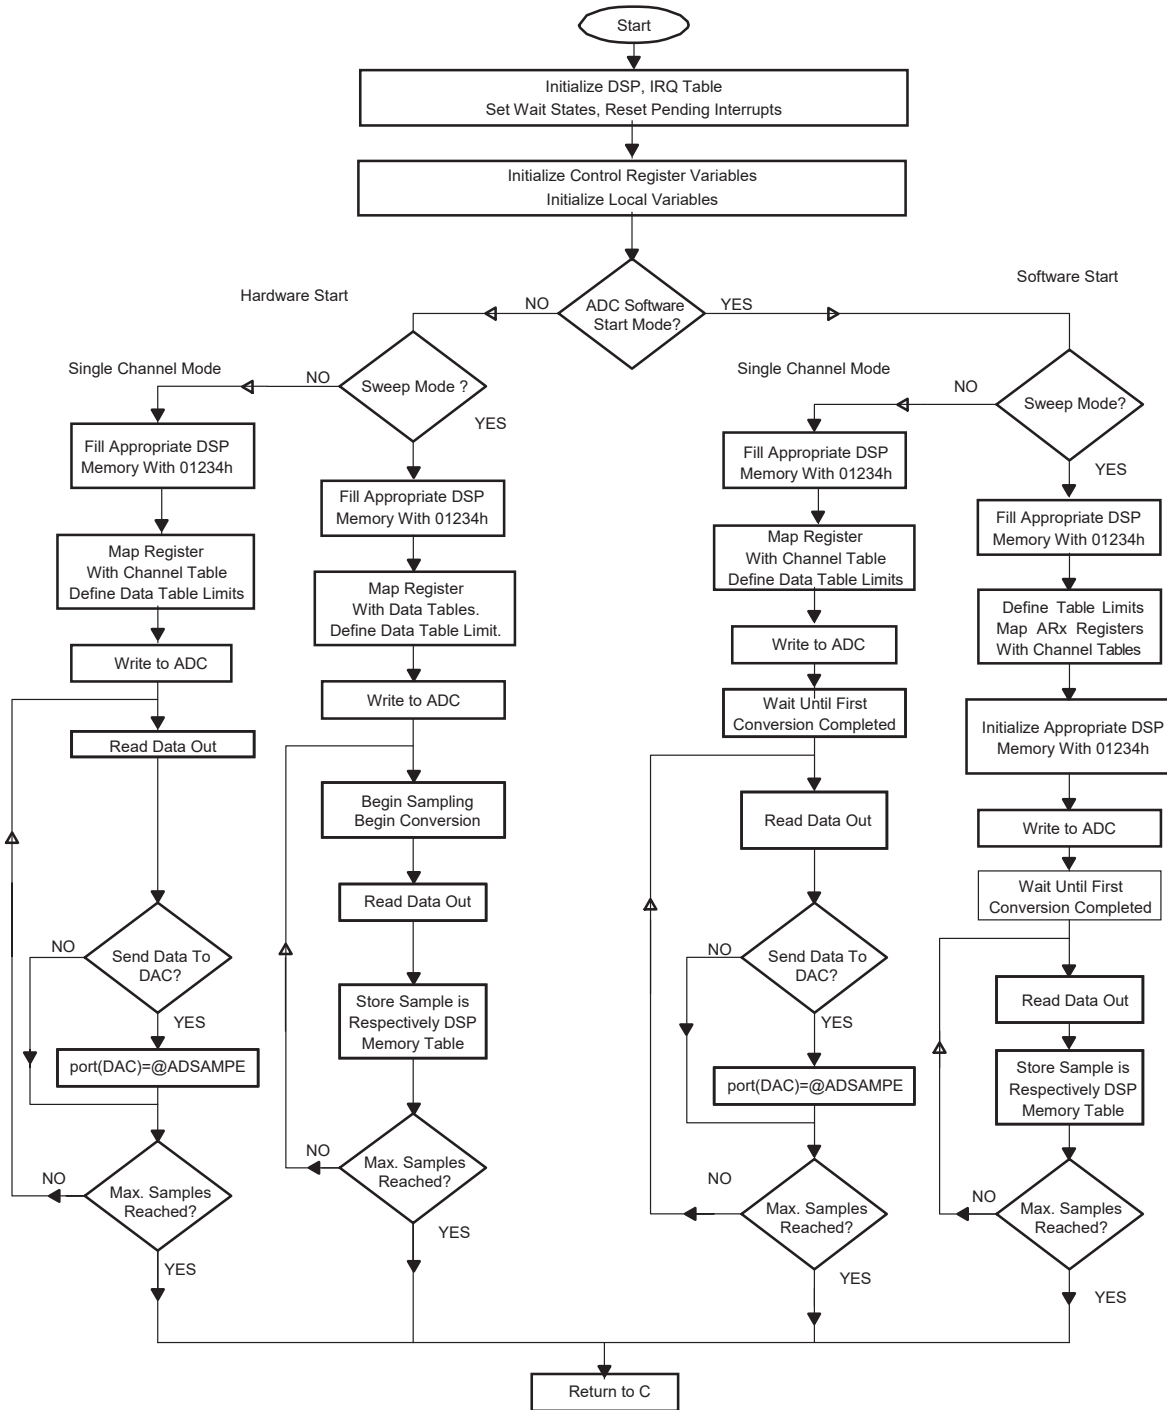 Start
Initialize DSP, IRQ Table
Set Wait States, Reset Pending Interrupts
Initialize Control Register Variables
Initialize Local Variables
ADC Software
Start Mode?
NO
YES
Hardware Start
Software Start
Single Channel Mode
NO
Sweep Mode ?
YES
Fill Appropriate DSP
Memory With 01234h
Map Register
With Channel Table
Define Data Table Limits
Write to ADC
Read Data Out
Send Data To
DAC?
NO
YES
port(DAC)=@ADSAMPE
Max. Samples
Reached?
NO
YES
Fill Appropriate DSP
Memory With 01234h
Map Register
With Data Tables.
Define Data Table Limit.
Write to ADC
Begin Sampling
Begin Conversion
Read Data Out
Store Sample is
Respectively DSP
Memory Table
Max. Samples
Reached?
NO
YES
Single Channel Mode
NO
Sweep Mode?
YES
Fill Appropriate DSP
Memory With 01234h
Map Register
With Channel Table
Define Data Table Limits
Write to ADC
Wait Until First
Conversion Completed
Read Data Out
Send Data To
DAC?
NO
YES
port(DAC)=@ADSAMPE
Max. Samples
Reached?
NO
YES
Fill Appropriate DSP
Memory With 01234h
Define Table Limits
Map ARx Registers
With Channel Tables
Initialize Appropriate DSP
Memory With 01234h
Write to ADC
Wait Until First
Conversion Completed
Read Data Out
Store Sample is
Respectively DSP
Memory Table
Max. Samples
Reached?
NO
YES
Return to C